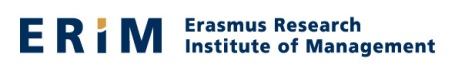 ERiM Erasmus Research
Institute of Management